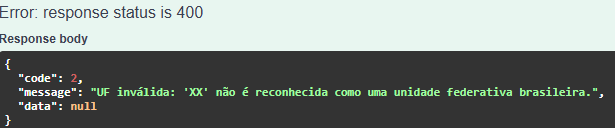 Error: response status is 400
Response body
{
  "code": 2,
  "message": "UF inválida: 'XX' não é reconhecida como uma unidade federativa brasileira.",
  "data": null
}